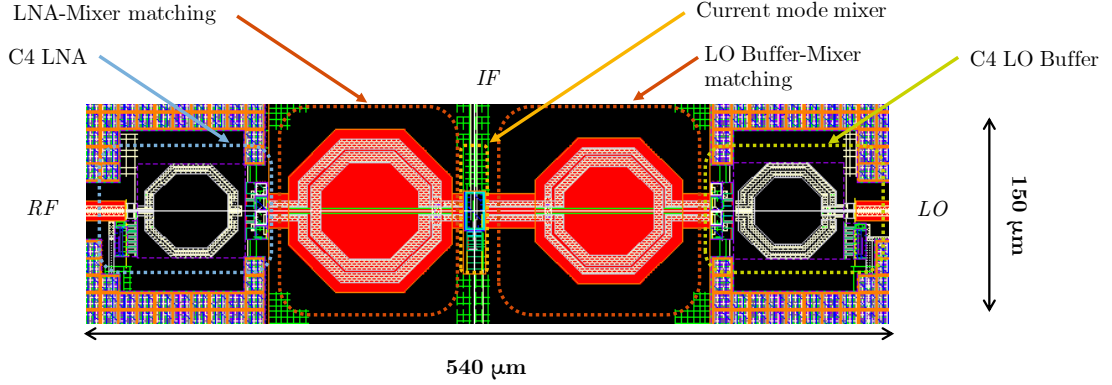 LNA-Mixer matching
Current mode mixer
C4 LNA
LO Buffer-Mixer
matching
C4 LO Buffer
IF
RF
LO
150 μm
540 μm